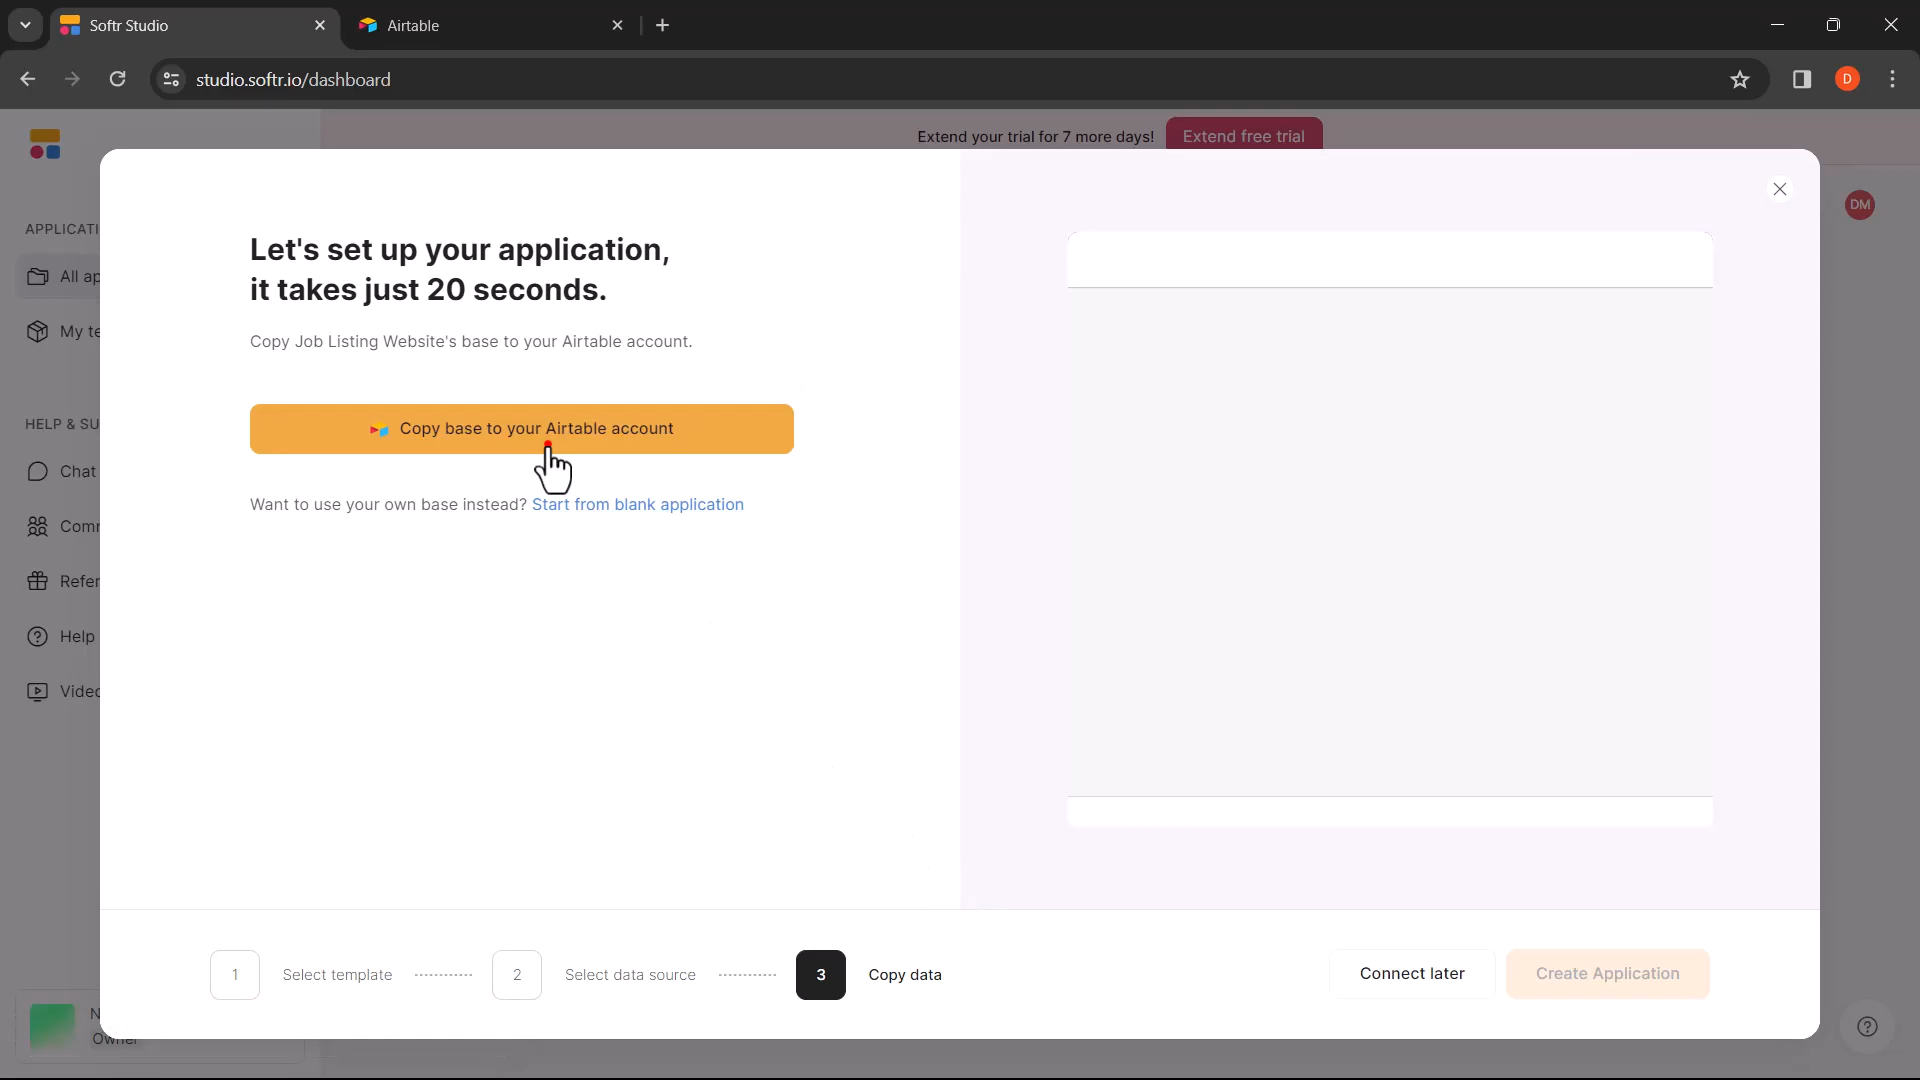 Softr Studio
Airtable
studio.softr.io/dashboard
D
Extend your trial for 7 more days!
Extend free trial
DM
APPLICATI
All ap
My te
HELP & SU
Chat
Com
Refer
Help
Video
Let's set up your application,
it takes just 20 seconds.
Copy Job Listing Website's base to your Airtable account.
Copy base to your Airtable account
Want to use your own base instead? Start from blank application
1
Select template
2
Select data source
3
Copy data
Connect later
Create Application
N
Owner